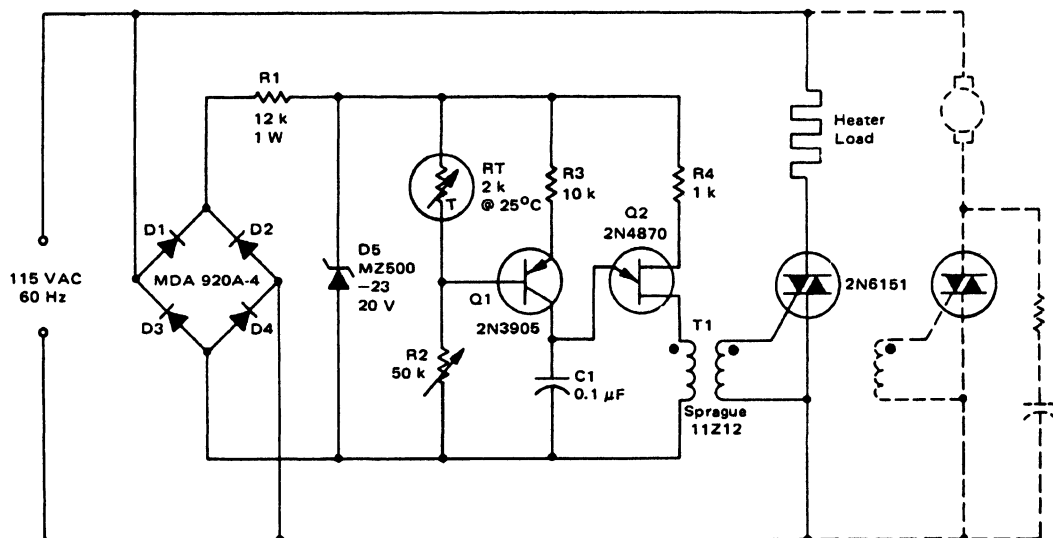 R1
12 k
1 W
Heater
Load
RT
2 k
@ 25°C
T
R3
10 k
R4
1 k
Q2
2N4870
D1
D2
D5
MZ500
-23
20 V
115 VAC
60 Hz
MDA 920A-4
2N6151
Q1
2N3905
T1
D3
D4
R2
50 k
C1
0.1 μF
Sprague
11Z12